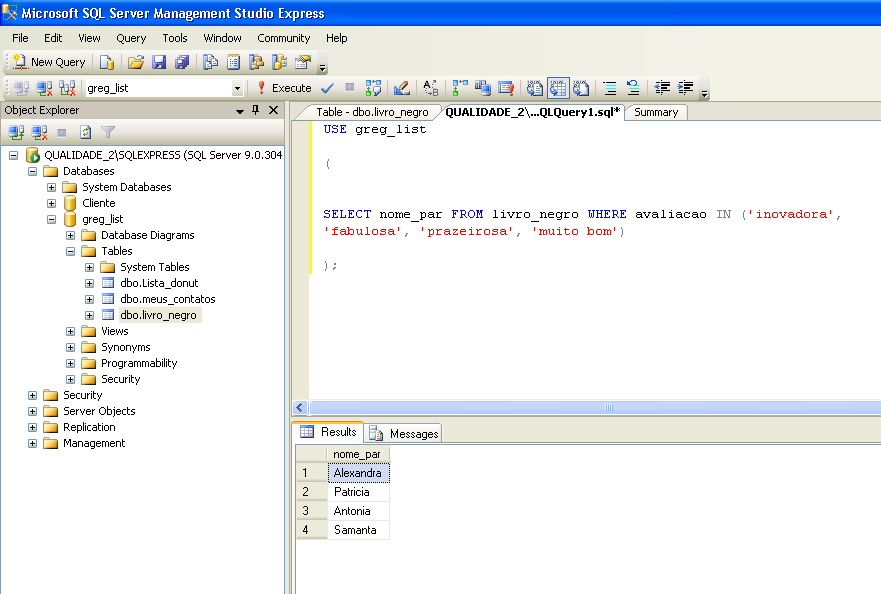 Microsoft SQL Server Management Studio Express
File Edit View Query Tools Window Community Help
New Query
greg_list Execute
Object Explorer
Table - dbo.livro_negro QUALIDADE_2\...QLQuery1.sql* Summary
QUALIDADE_2\SQLEXPRESS (SQL Server 9.0.304
Databases
System Databases
Cliente
greg_list
Database Diagrams
Tables
System Tables
dbo.Lista_donut
dbo.meus_contatos
dbo.livro_negro
Views
Synonyms
Programmability
Security
Security
Server Objects
Replication
Management
USE greg_list
(
SELECT nome_par FROM livro_negro WHERE avaliacao IN ('inovadora',
'fabulosa', 'prazeirosa', 'muito bom')
);
Results Messages
nome_par
1 Alexandra
2 Patricia
3 Antonia
4 Samanta